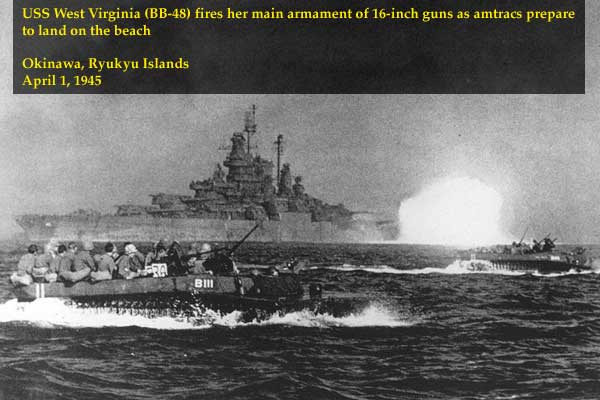 USS West Virginia (BB-48) fires her main armament of 16-inch guns as amtracs prepare
to land on the beach
Okinawa, Ryukyu Islands
April 1, 1945
B111